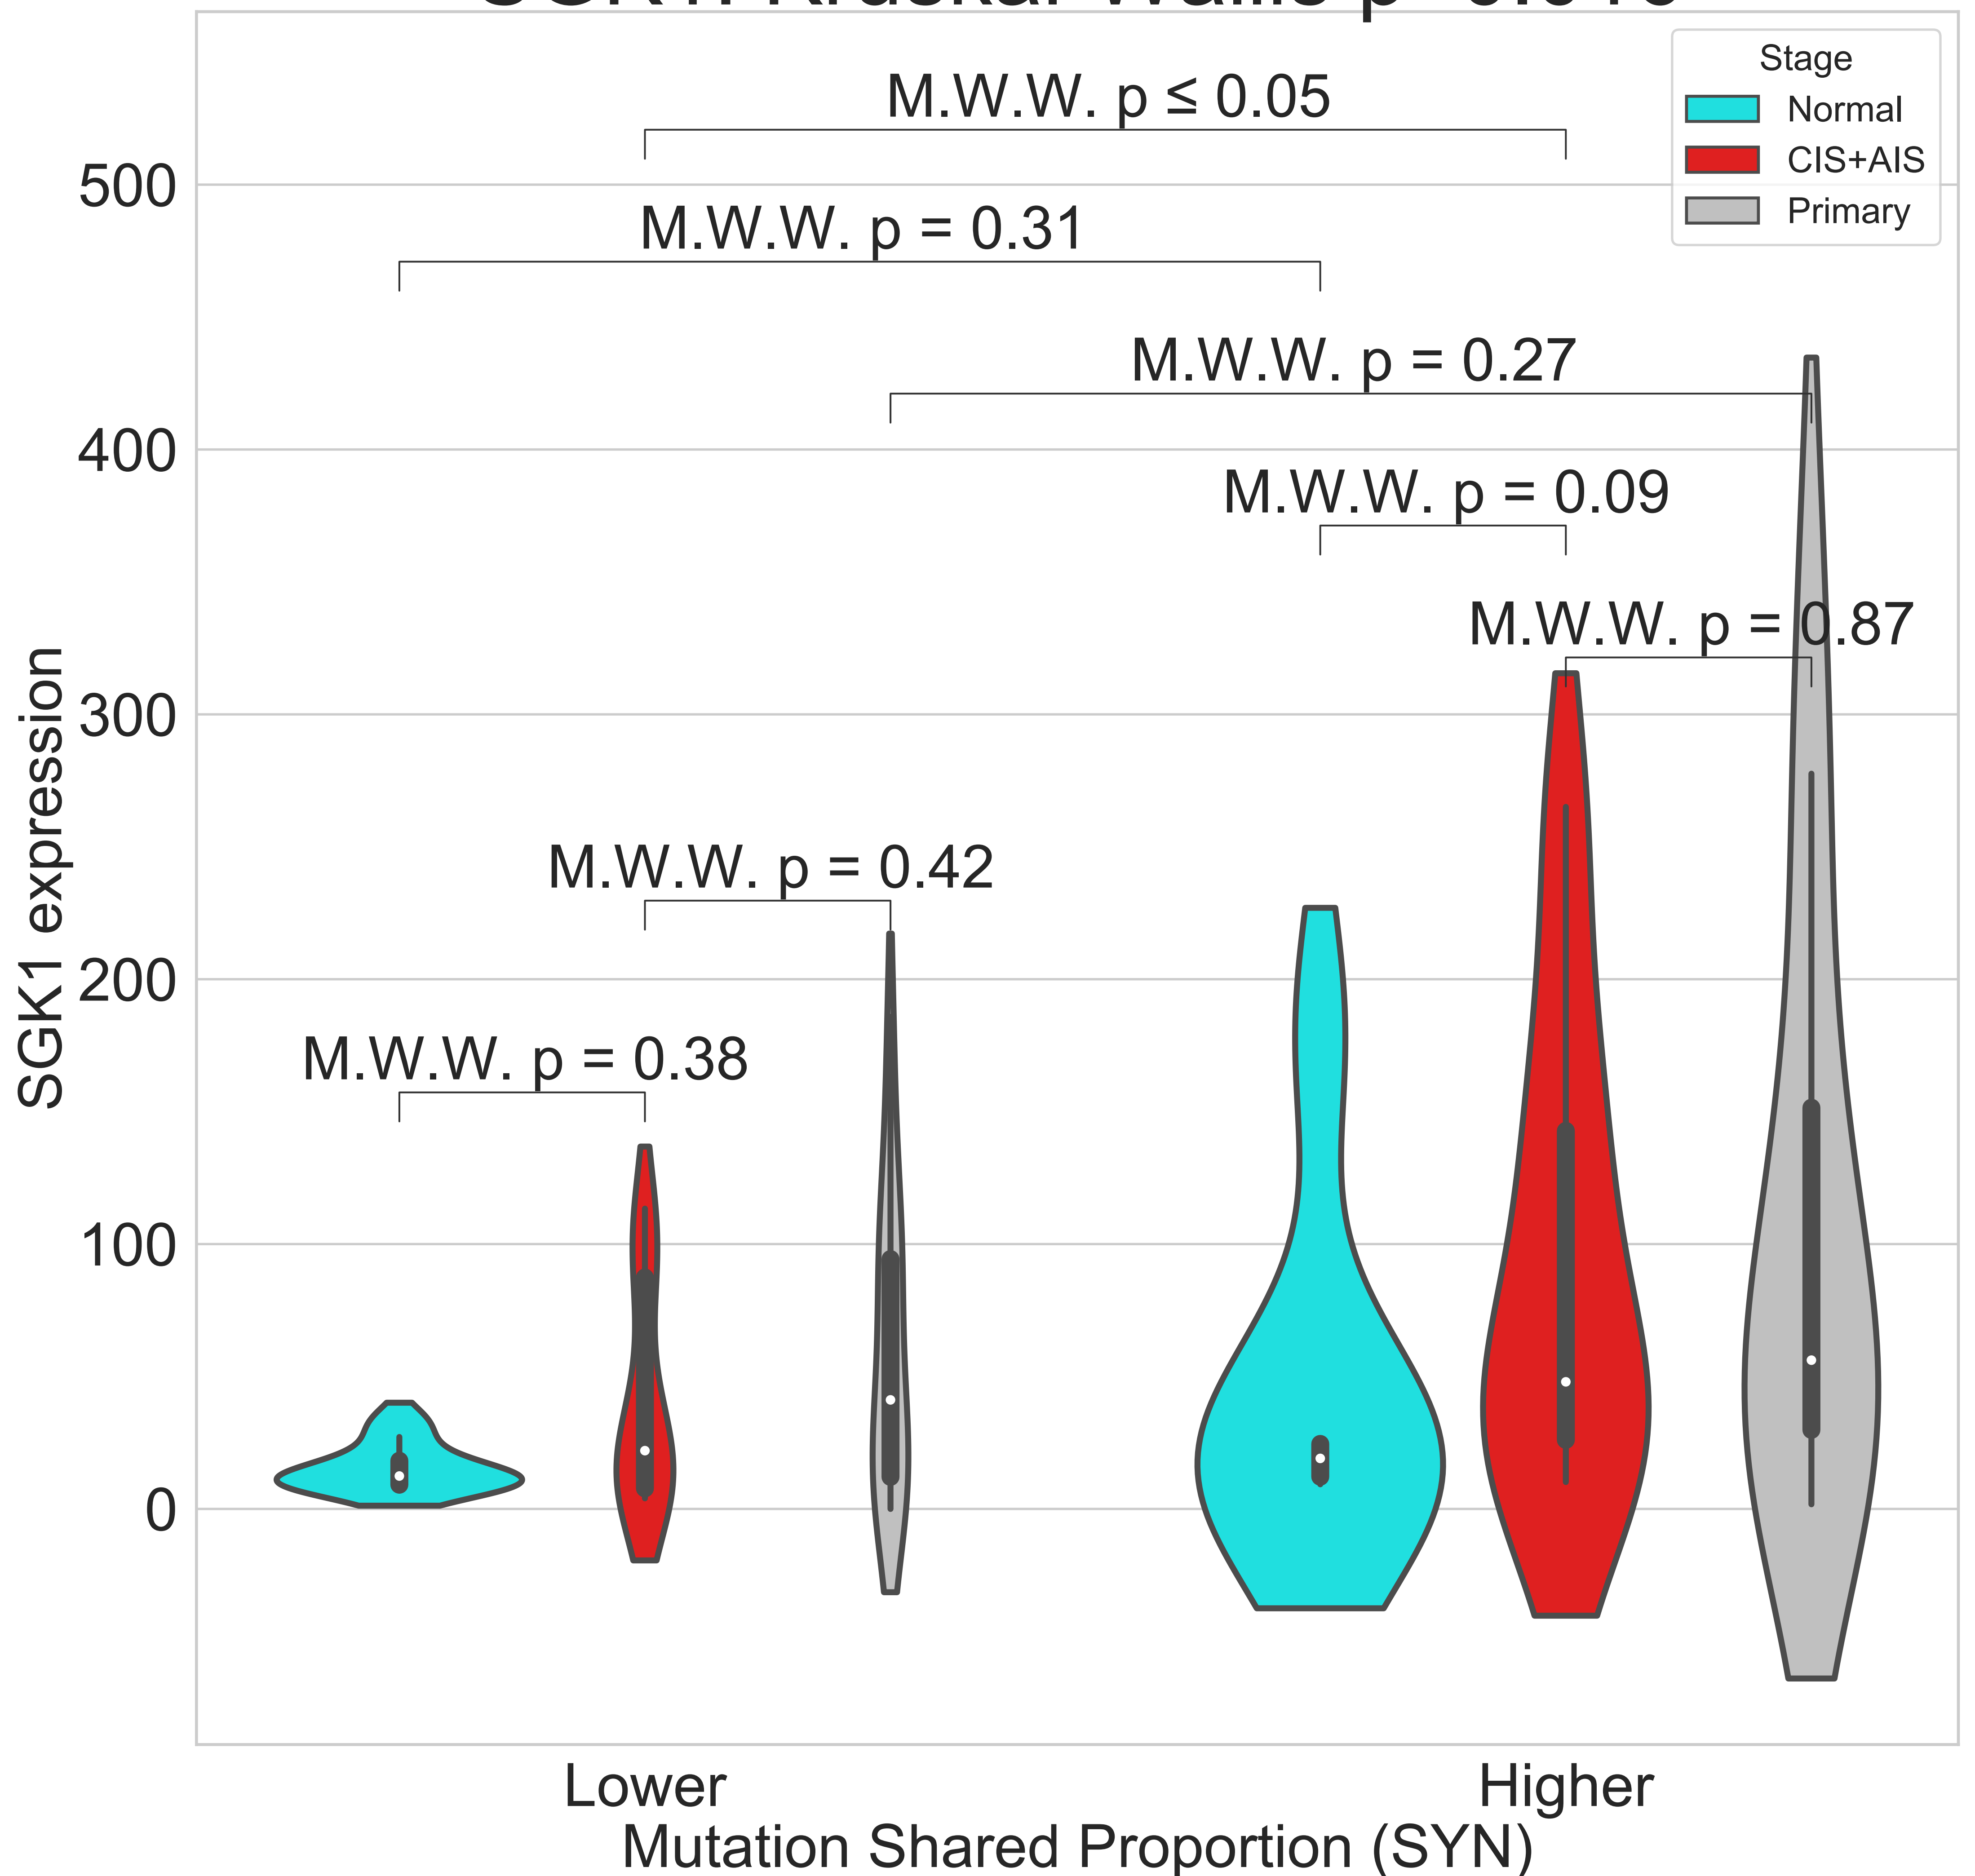 Stage
Normal
CIS+AIS
Primary
M.W.W. p ≤ 0.05
M.W.W. p = 0.31
M.W.W. p = 0.27
M.W.W. p = 0.09
M.W.W. p = 0.87
M.W.W. p = 0.42
M.W.W. p = 0.38
SGK1 expression
500
400
300
200
100
0
Lower
Higher
Mutation Shared Proportion (SYN)